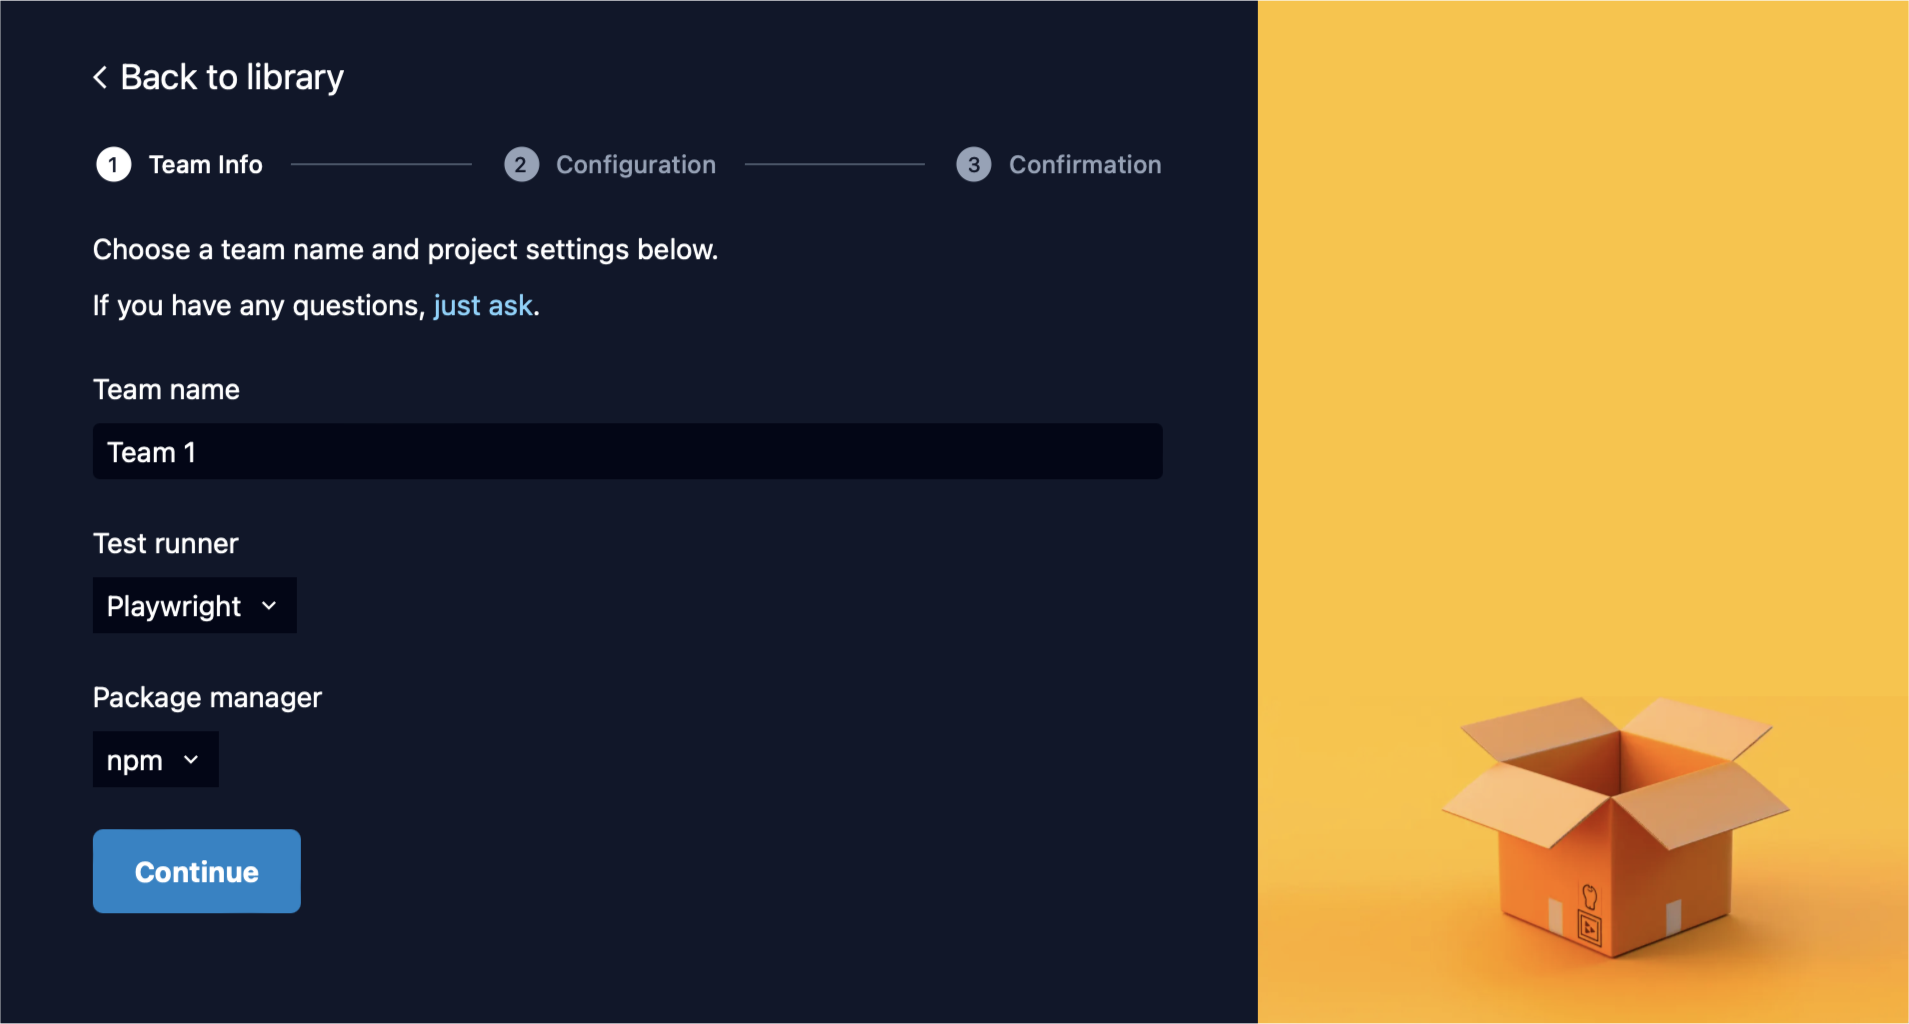 Back to library
1 Team Info 2 Configuration 3 Confirmation
Choose a team name and project settings below.
If you have any questions, just ask.
Team name
Team 1
Test runner
Playwright
Package manager
npm
Continue